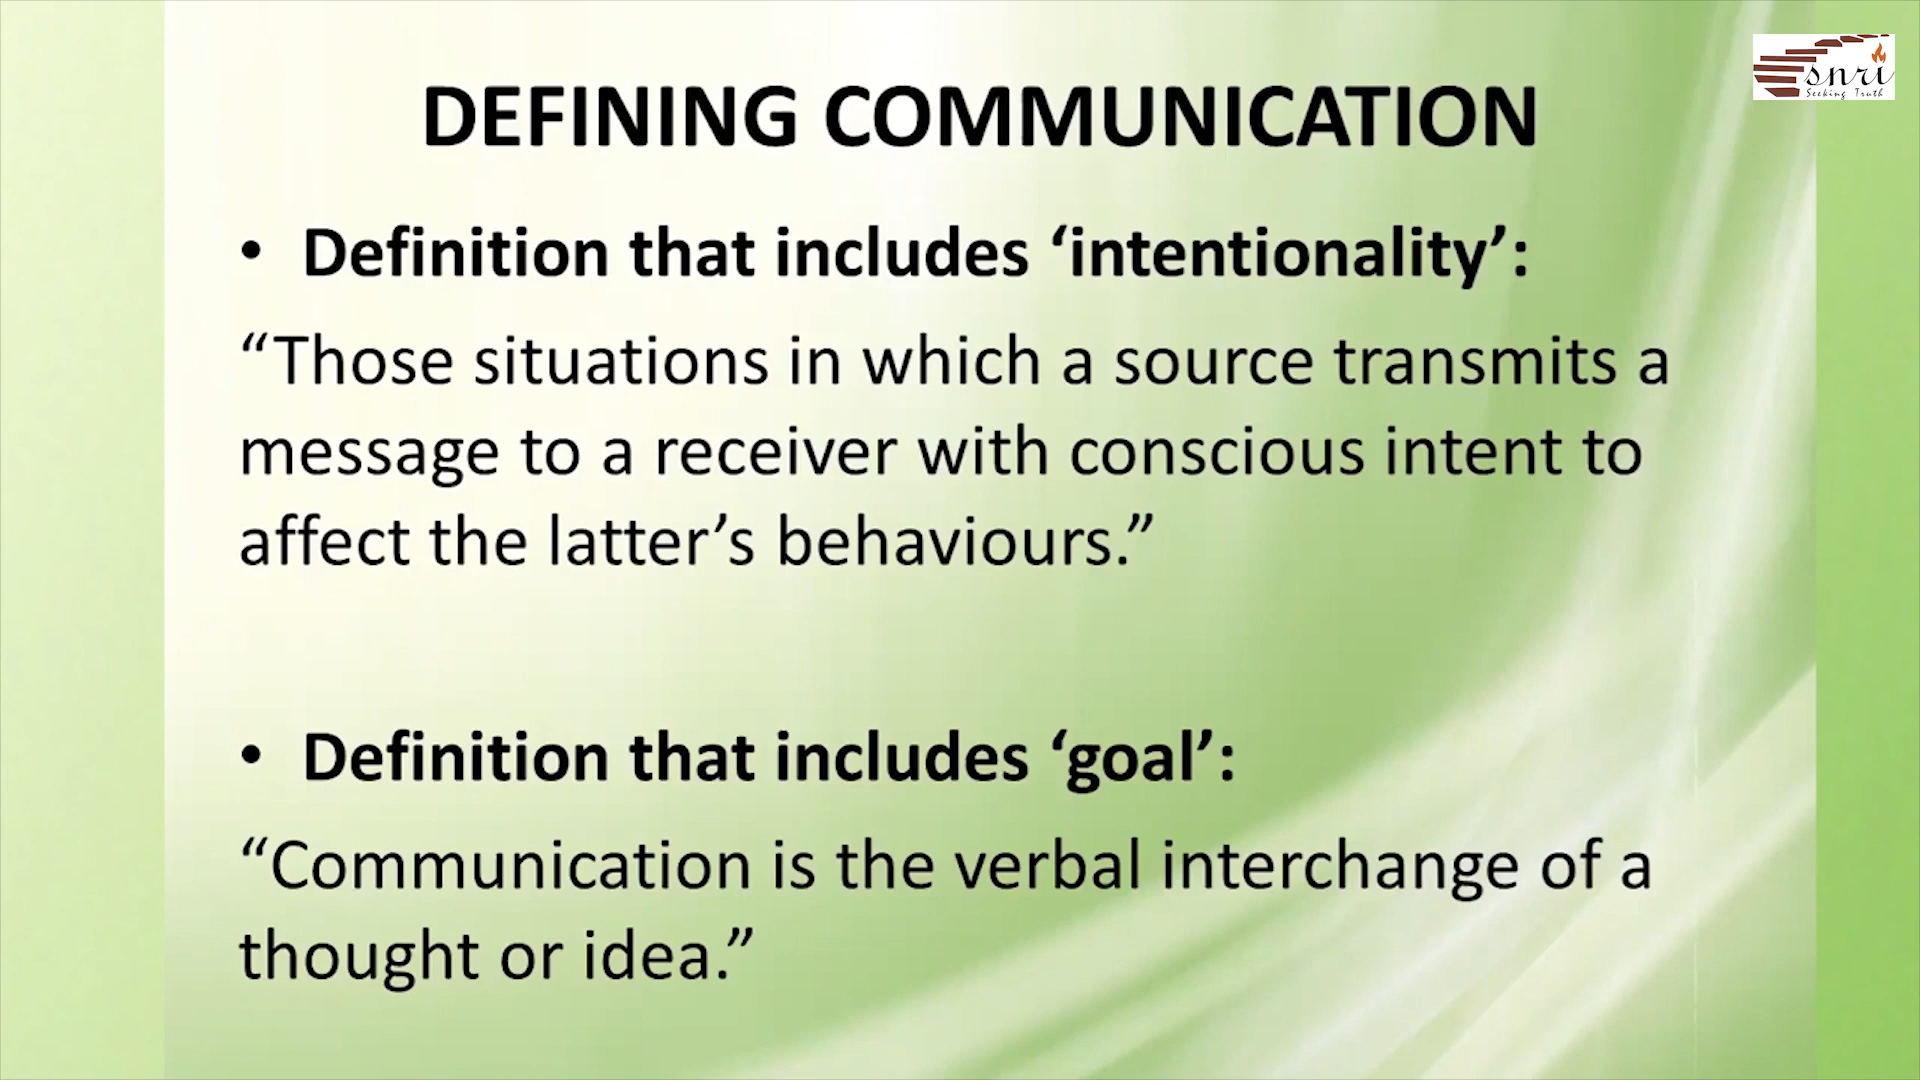 snri
Seeking Truth
DEFINING COMMUNICATION
• Definition that includes ‘intentionality’:
“Those situations in which a source transmits a
message to a receiver with conscious intent to
affect the latter’s behaviours.”
• Definition that includes ‘goal’:
“Communication is the verbal interchange of a
thought or idea.”